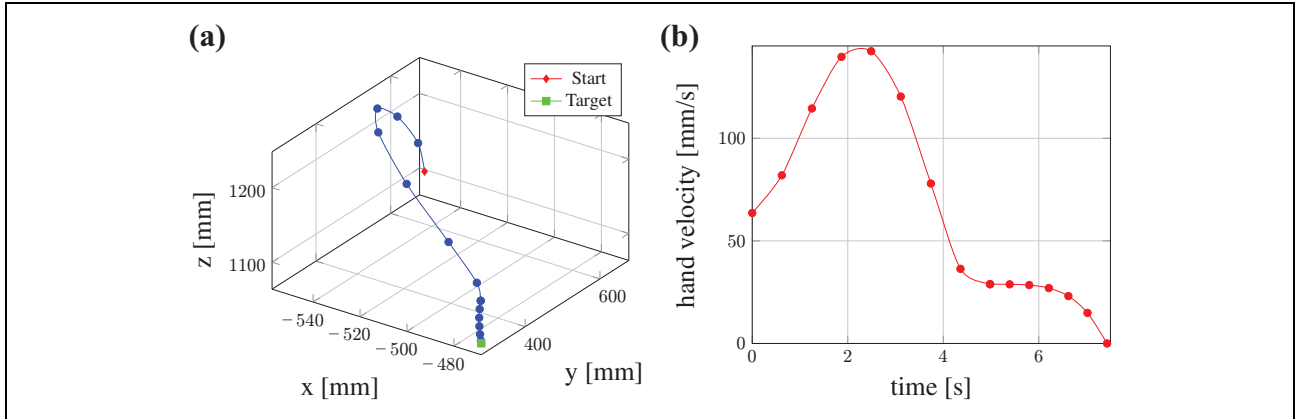 (a)
Start
Target
1200
1100
z [mm]
−540
−520
−500
−480
x [mm]
400
600
y [mm]
(b)
100
50
0
hand velocity [mm/s]
0
2
4
6
time [s]